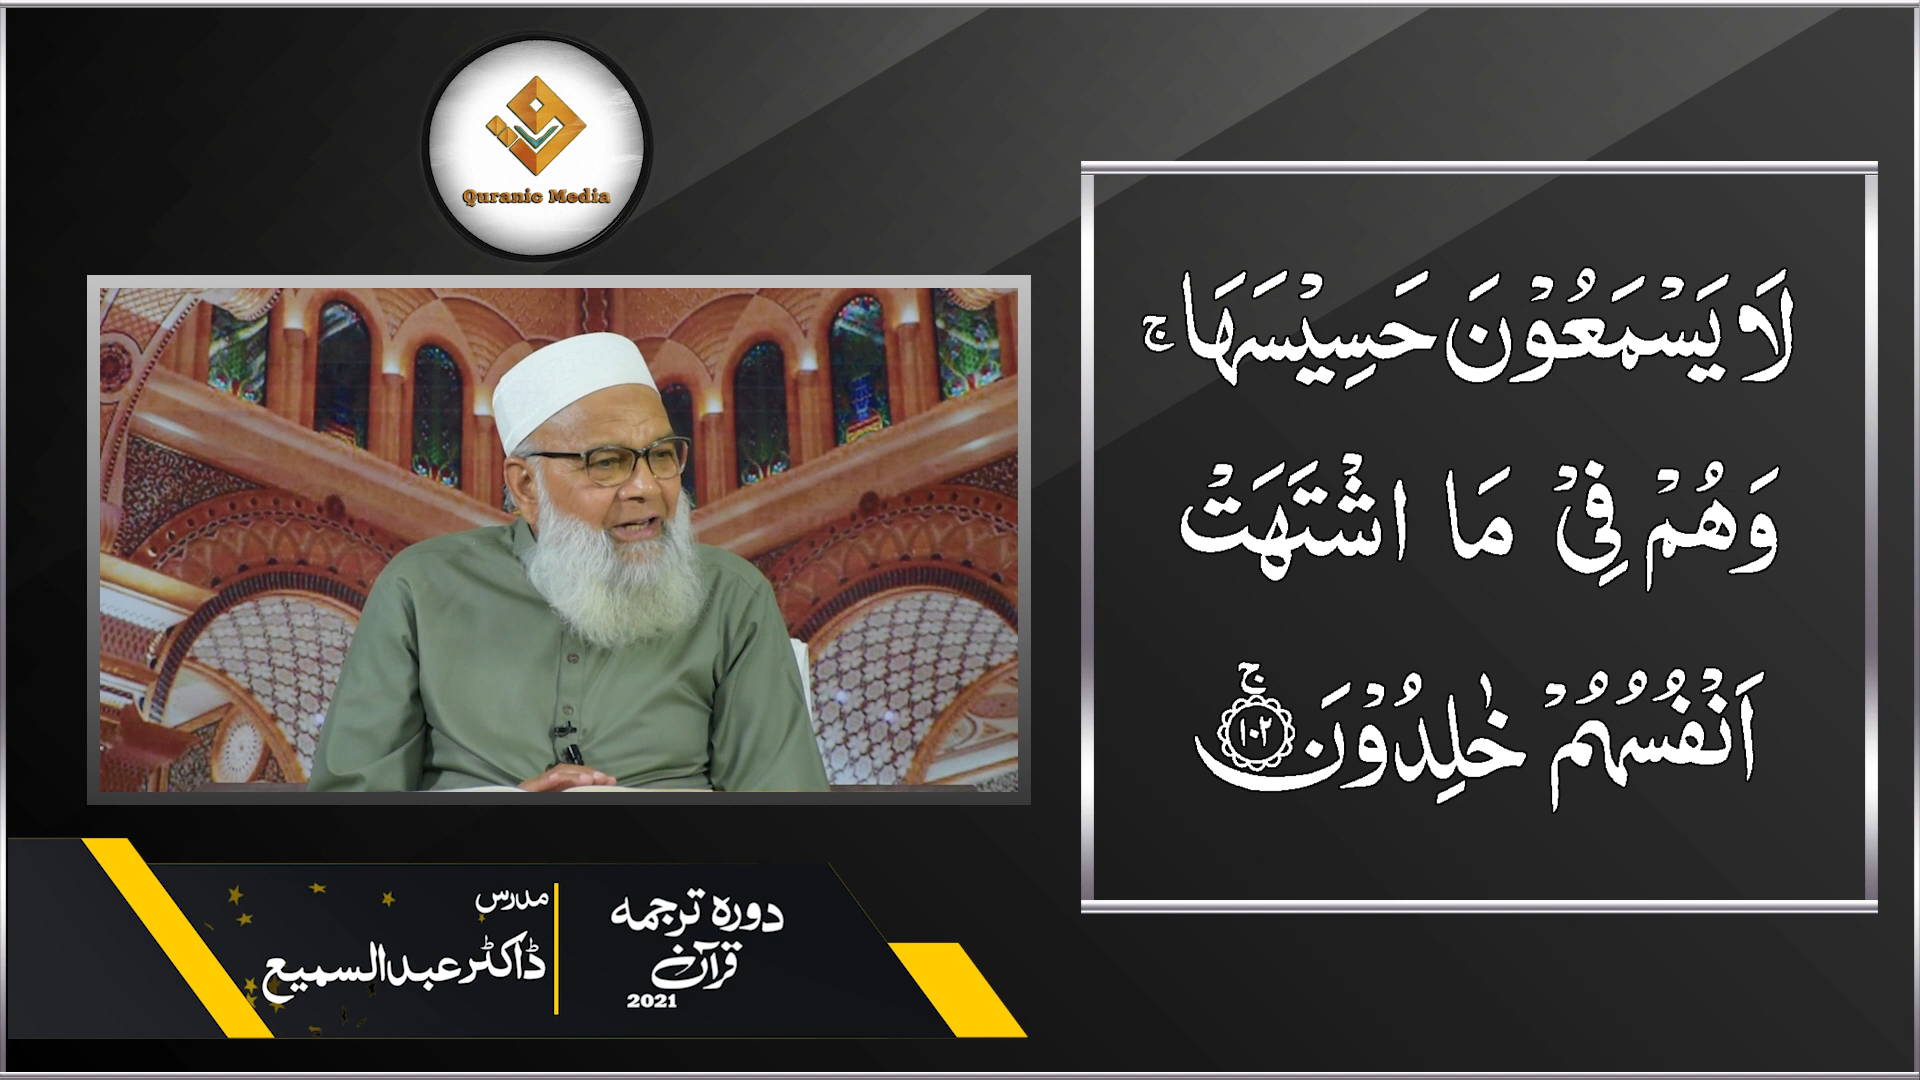 Quranic Media
لَا يَسْمَعُوْنَ حَسِيْسَهَا ۚ
وَهُمْ فِيْ مَا اشْتَهَتْ
اَنْفُسُهُمْ خٰلِدُوْنَ ۚ ﴿۱۰۲﴾
دورہ ترجمہ
قرآن
2021
مدرس
ڈاکٹر عبدالسمیع